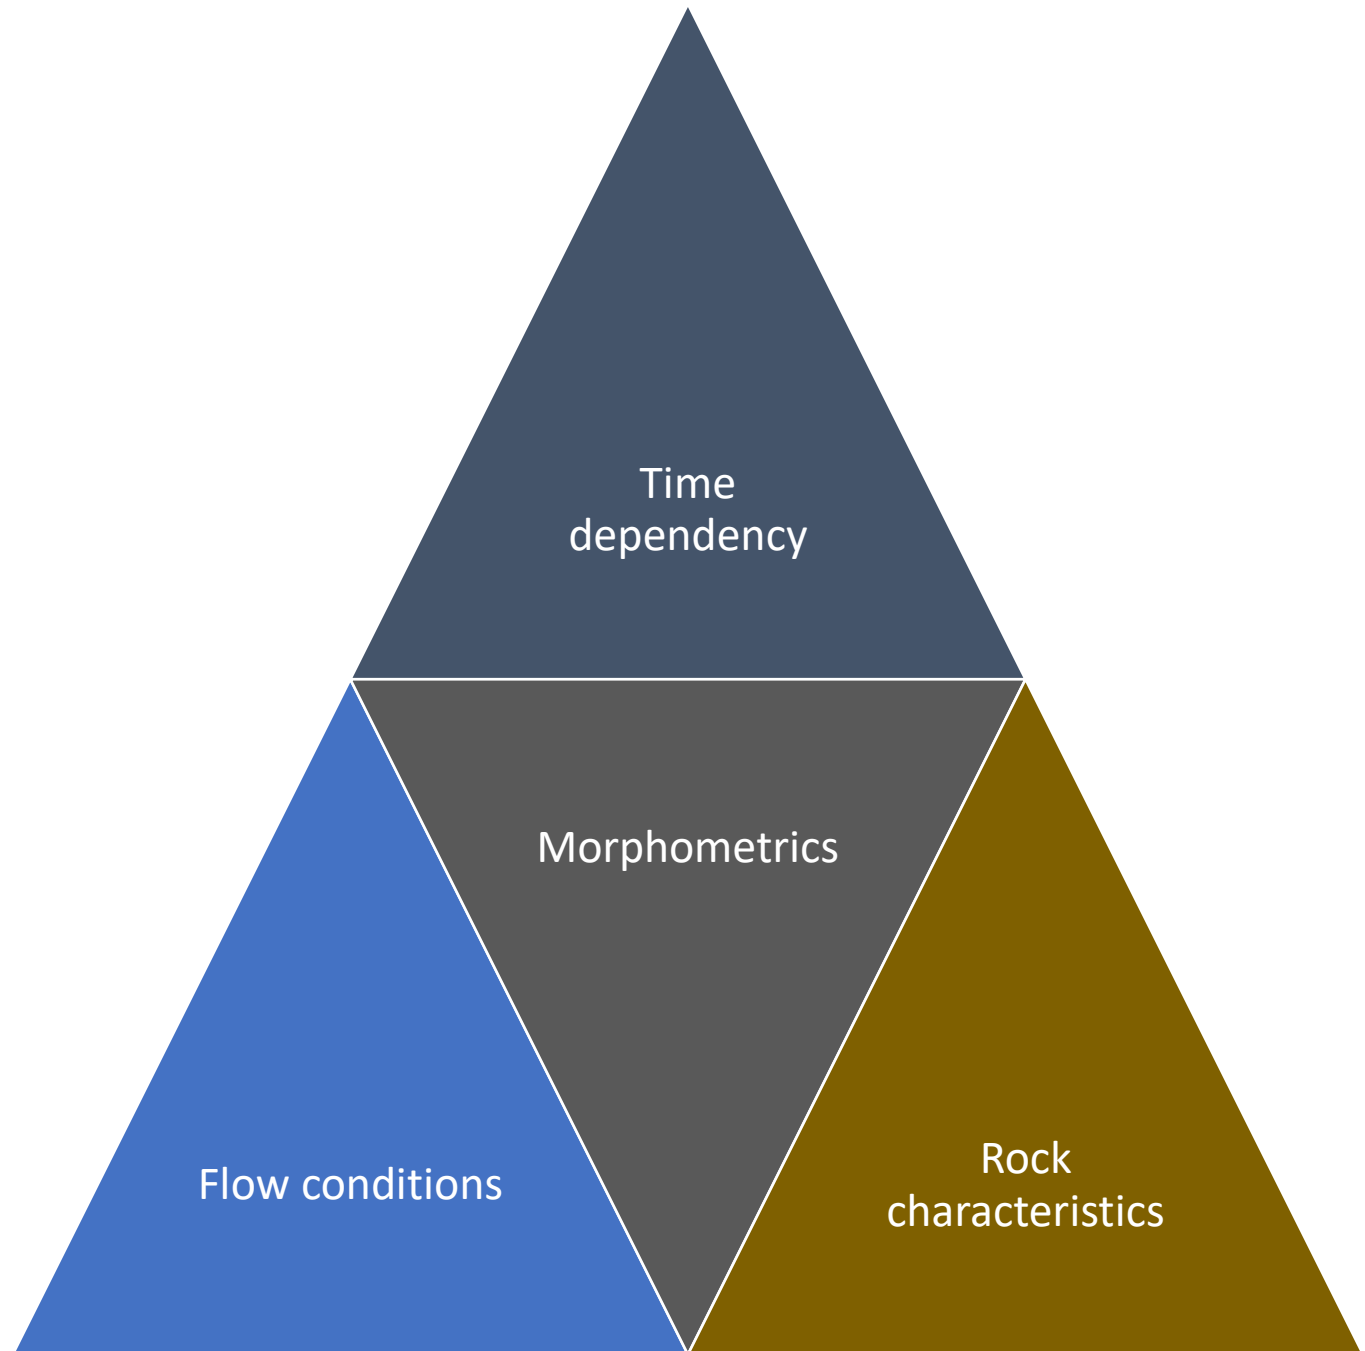 Time
dependency
Morphometrics
Flow conditions
Rock
characteristics